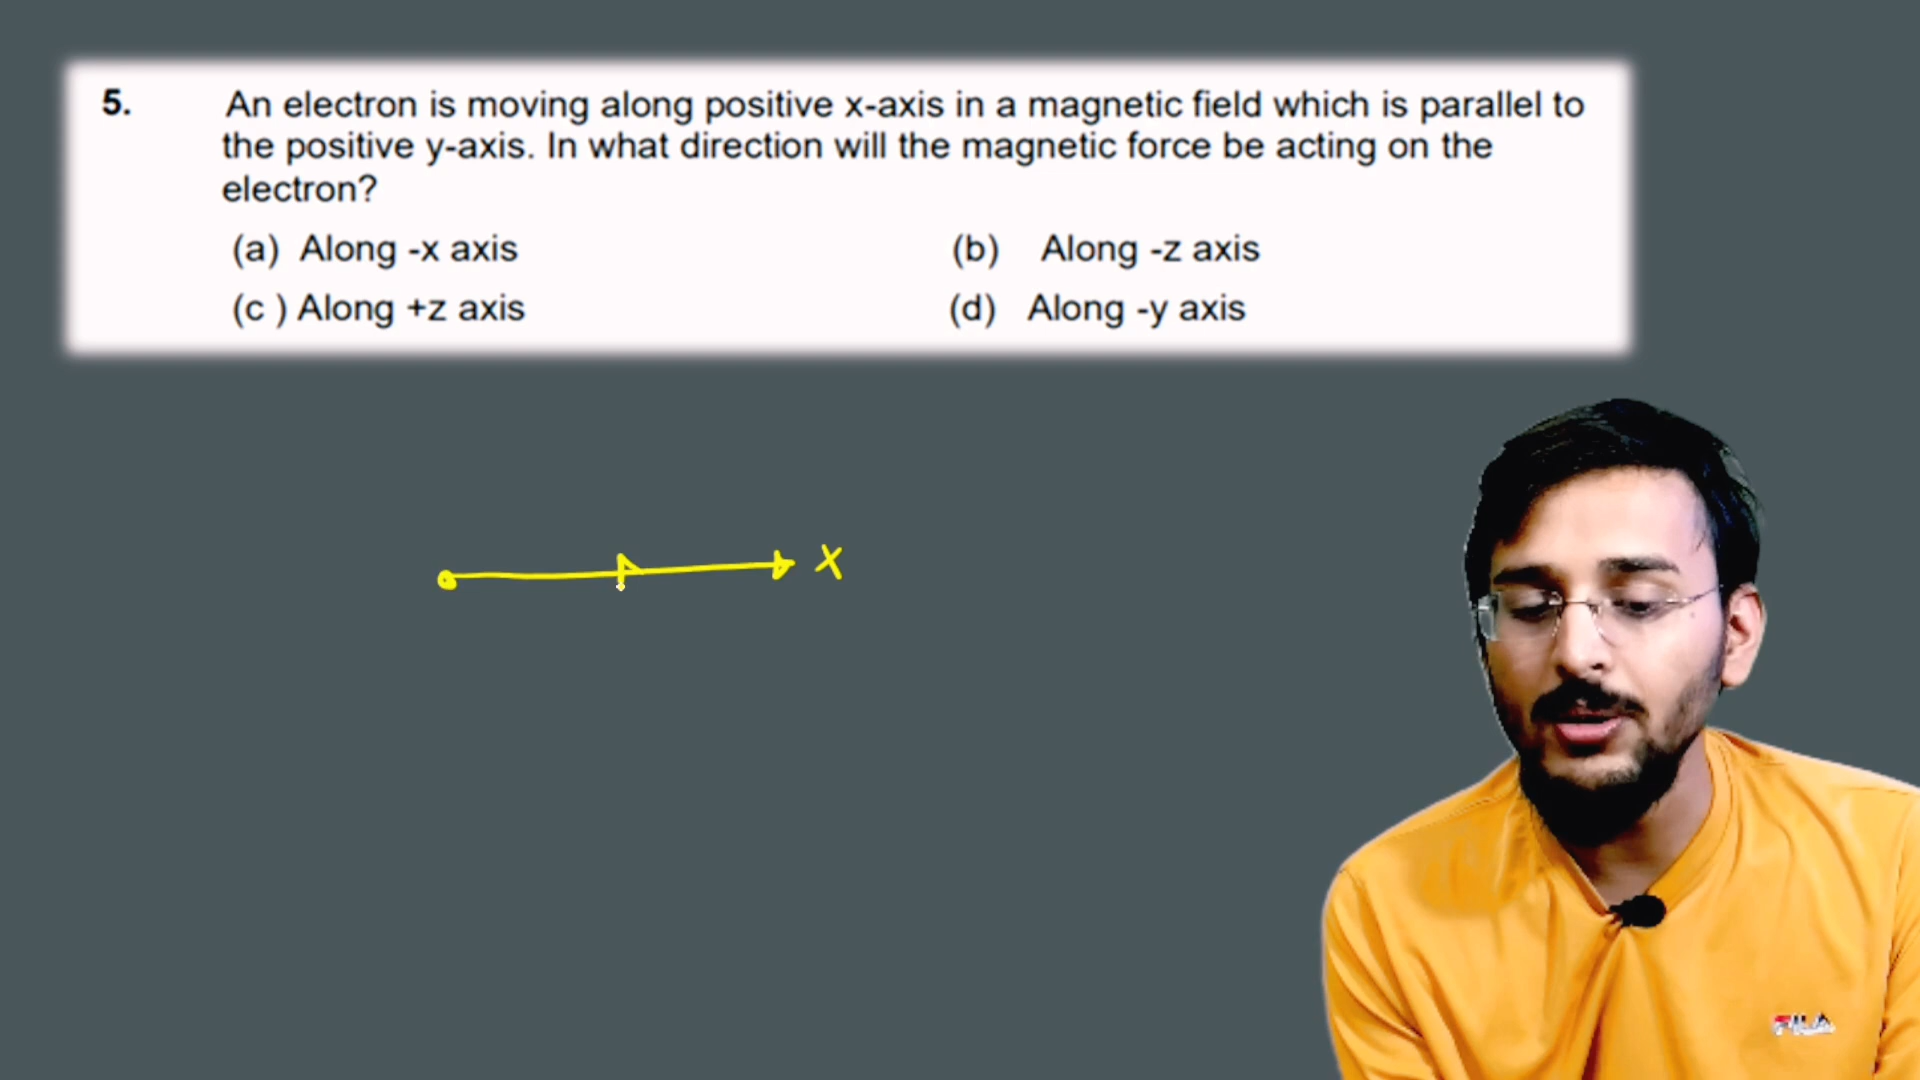 5. An electron is moving along positive x-axis in a magnetic field which is parallel to
the positive y-axis. In what direction will the magnetic force be acting on the
electron?
(a) Along -x axis (b) Along -z axis
(c ) Along +z axis (d) Along -y axis
x
FILA